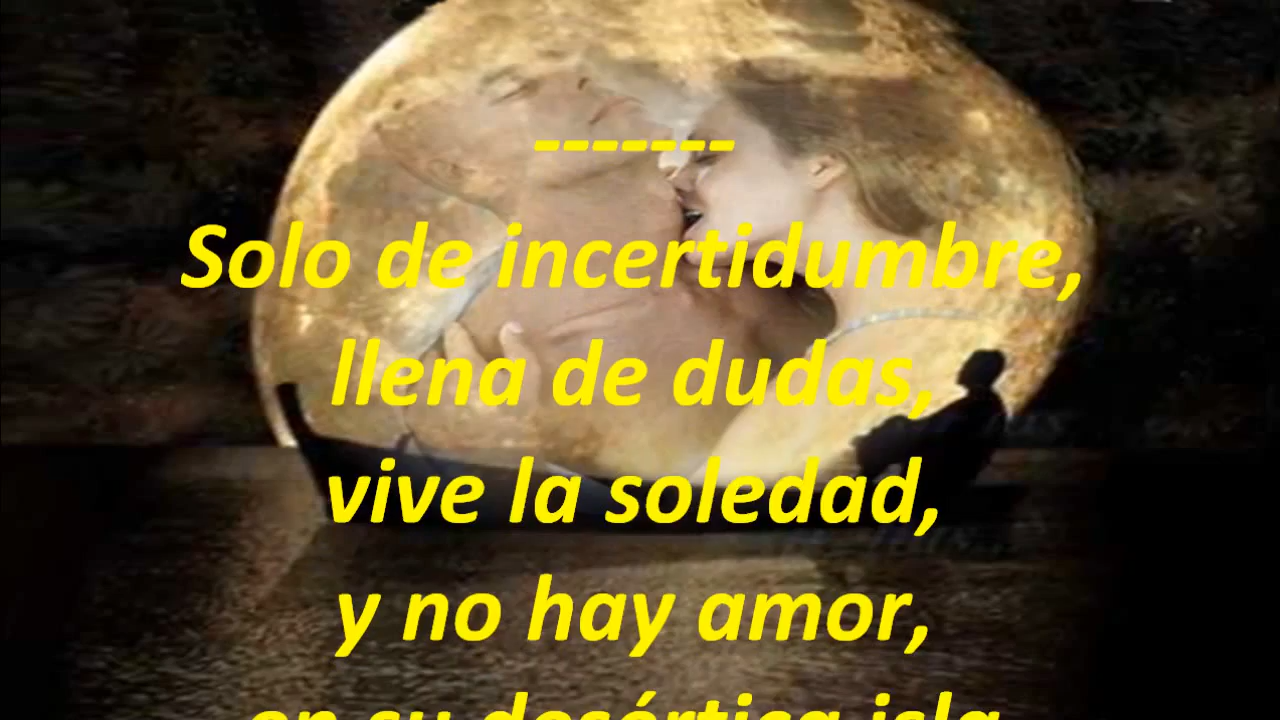 -------
Solo de incertidumbre,
llena de dudas,
vive la soledad,
y no hay amor,
en su desértica isla